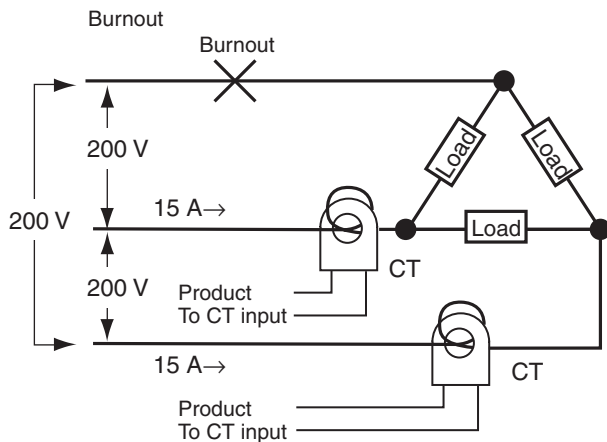 Burnout
Burnout
200 V
Load
Load
200 V
15 A→
Load
200 V
CT
Product
To CT input
15 A→
CT
Product
To CT input